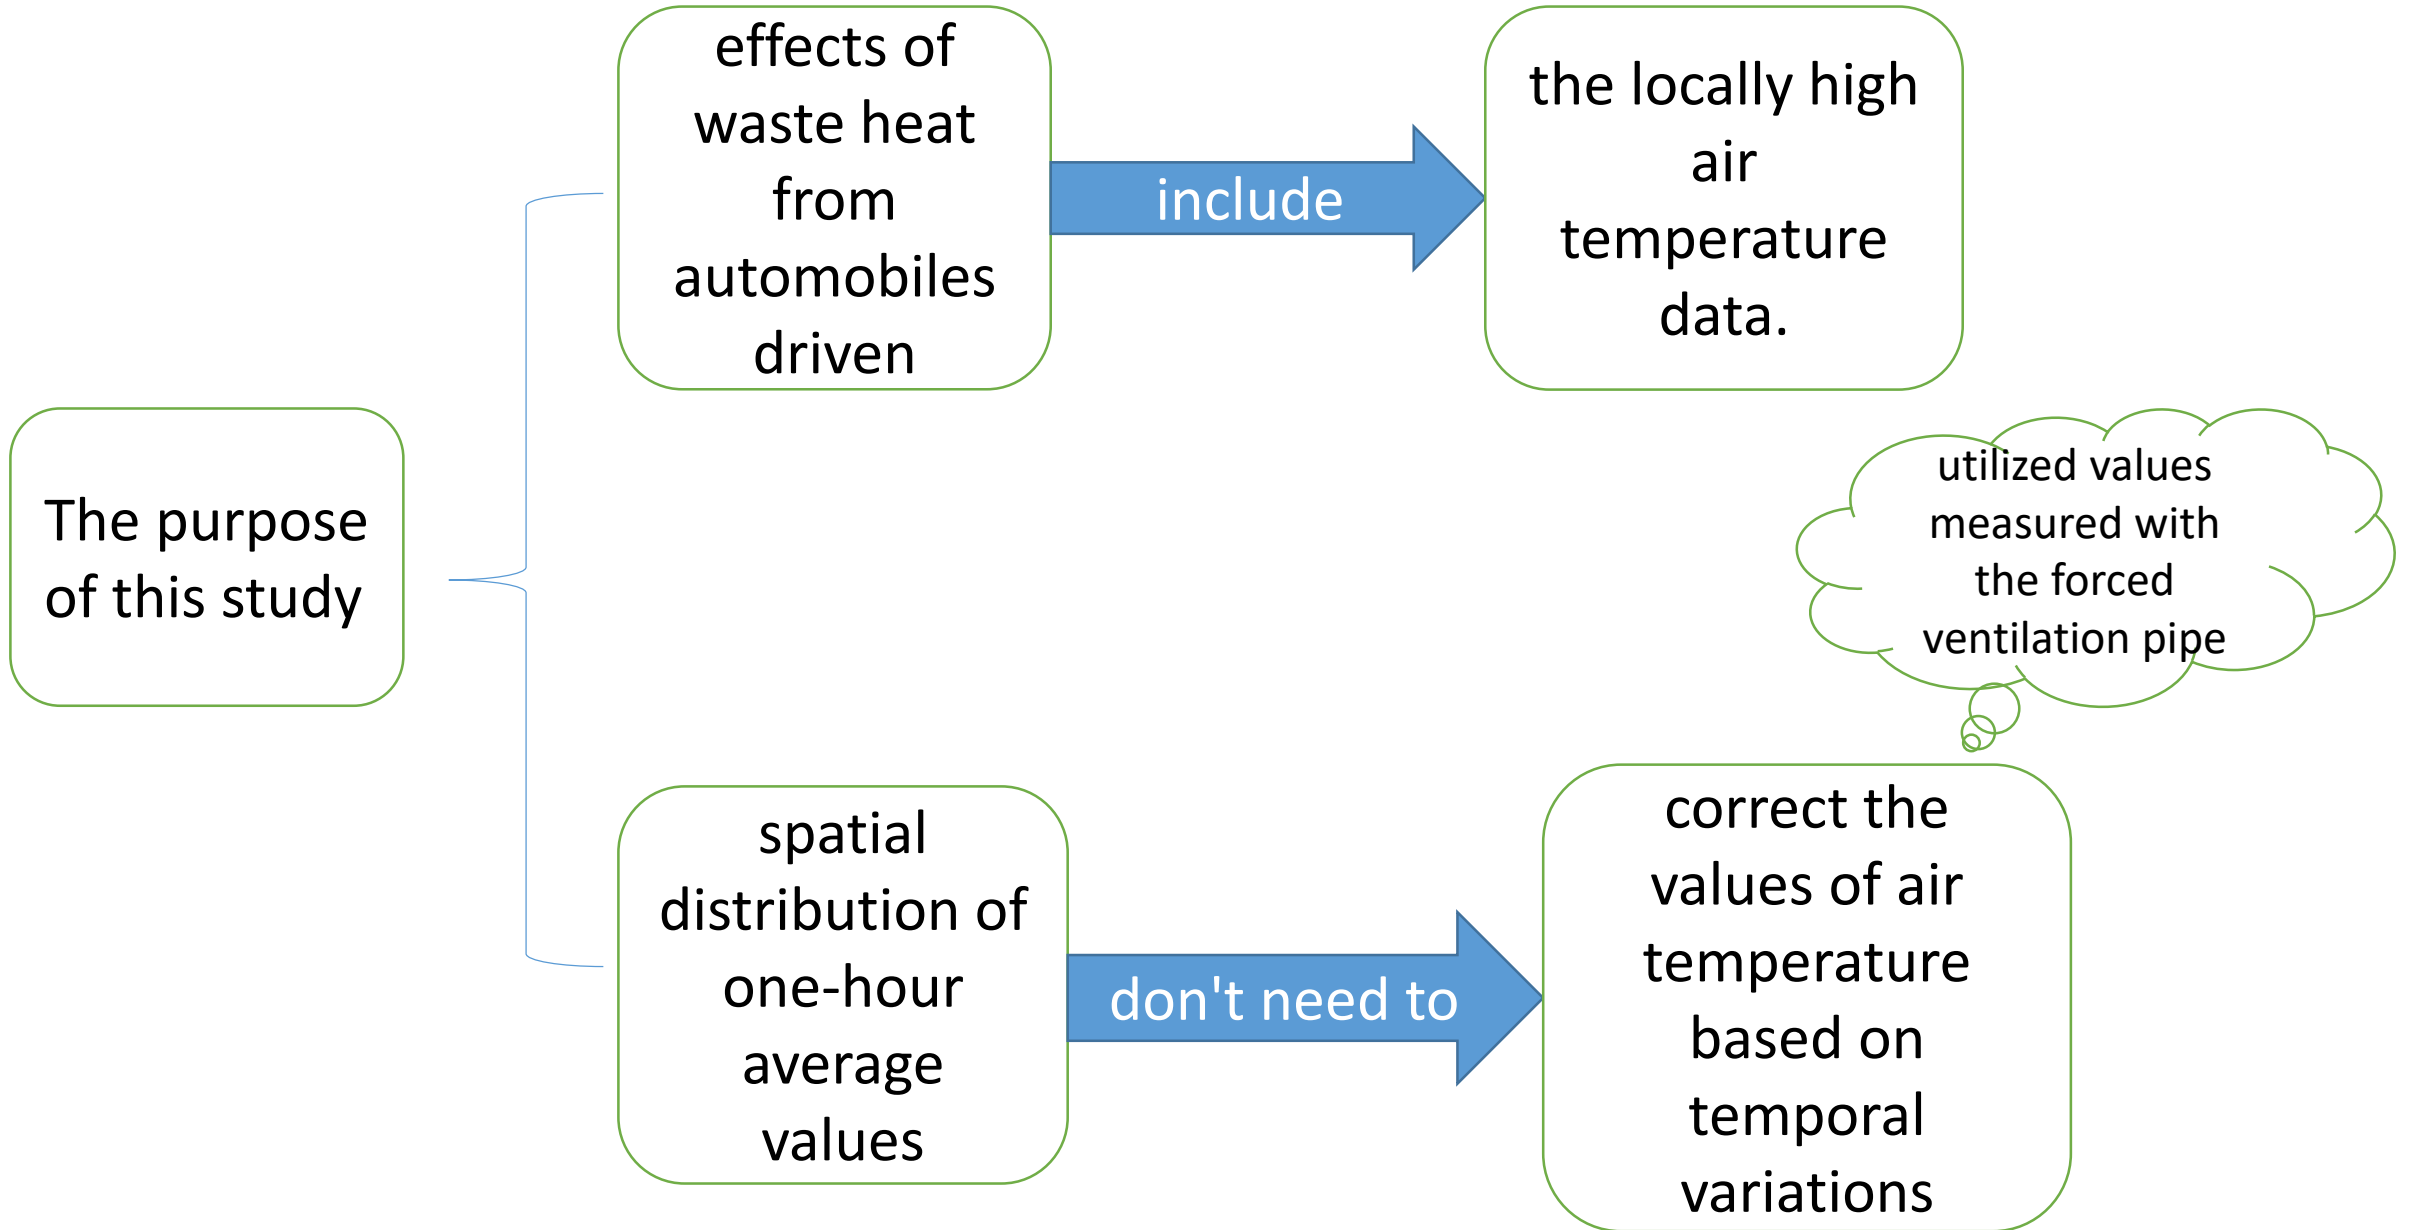 The purpose
of this study
effects of
waste heat
from
automobiles
driven
include
the locally high
air
temperature
data.
spatial
distribution of
one-hour
average
values
don't need to
correct the
values of air
temperature
based on
temporal
variations
utilized values
measured with
the forced
ventilation pipe